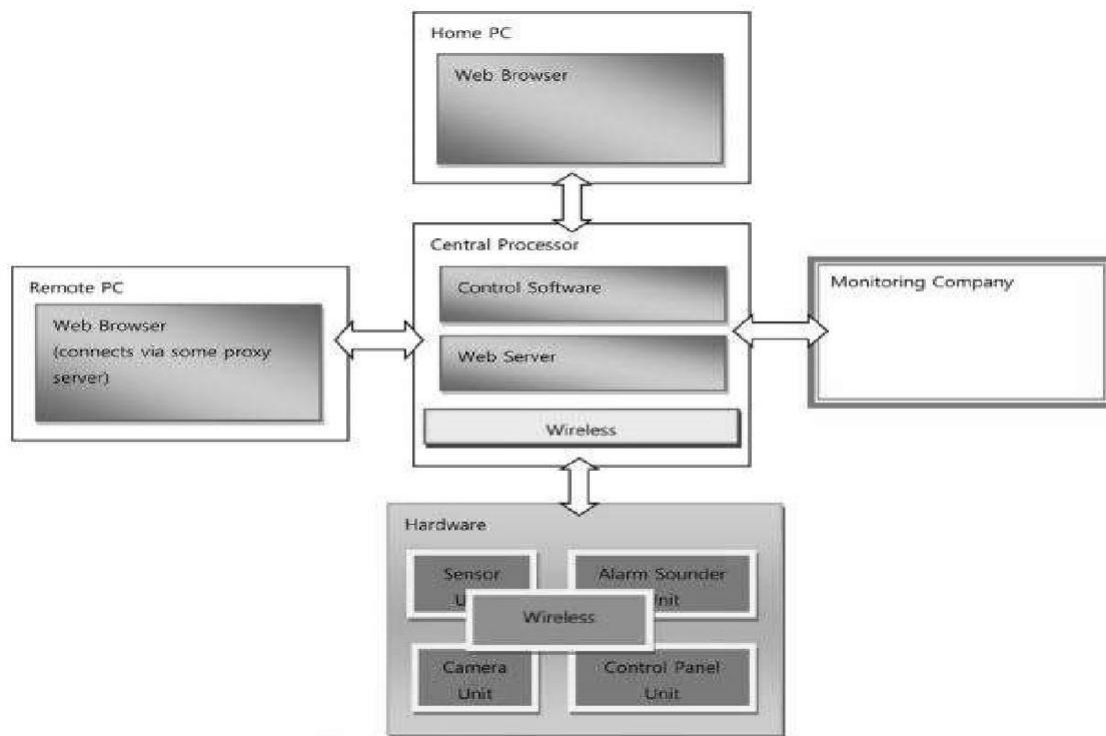 Home PC
Web Browser
Central Processor
Control Software
Web Server
Wireless
Remote PC
Web Browser
(connects via some proxy
server)
Monitoring Company
Hardware
Sensor
Alarm Sounder
Wireless
Camera
Unit
Control Panel
Unit